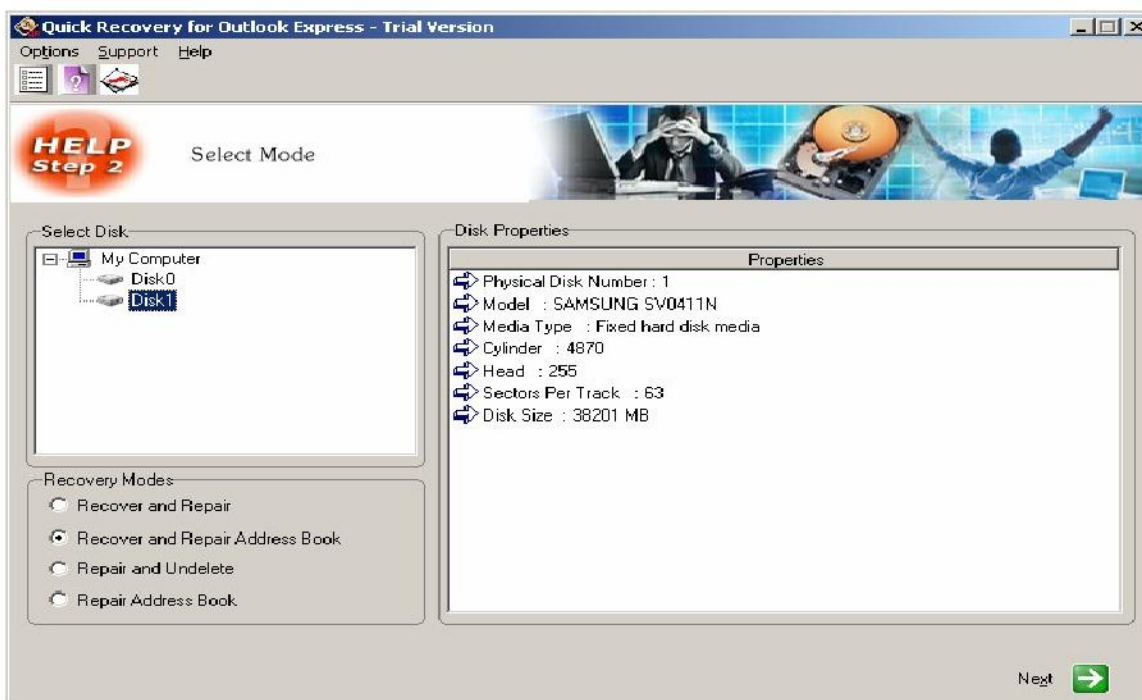 Quick Recovery for Outlook Express - Trial Version
Options Support Help
HELP
Step 2
Select Mode
Select Disk
My Computer
Disk0
Disk1
Recovery Modes
Recover and Repair
Recover and Repair Address Book
Repair and Undelete
Repair Address Book
Disk Properties
Properties
Physical Disk Number : 1
Model : SAMSUNG SV0411N
Media Type : Fixed hard disk media
Cylinder : 4870
Head : 255
Sectors Per Track : 63
Disk Size : 38201 MB
Next